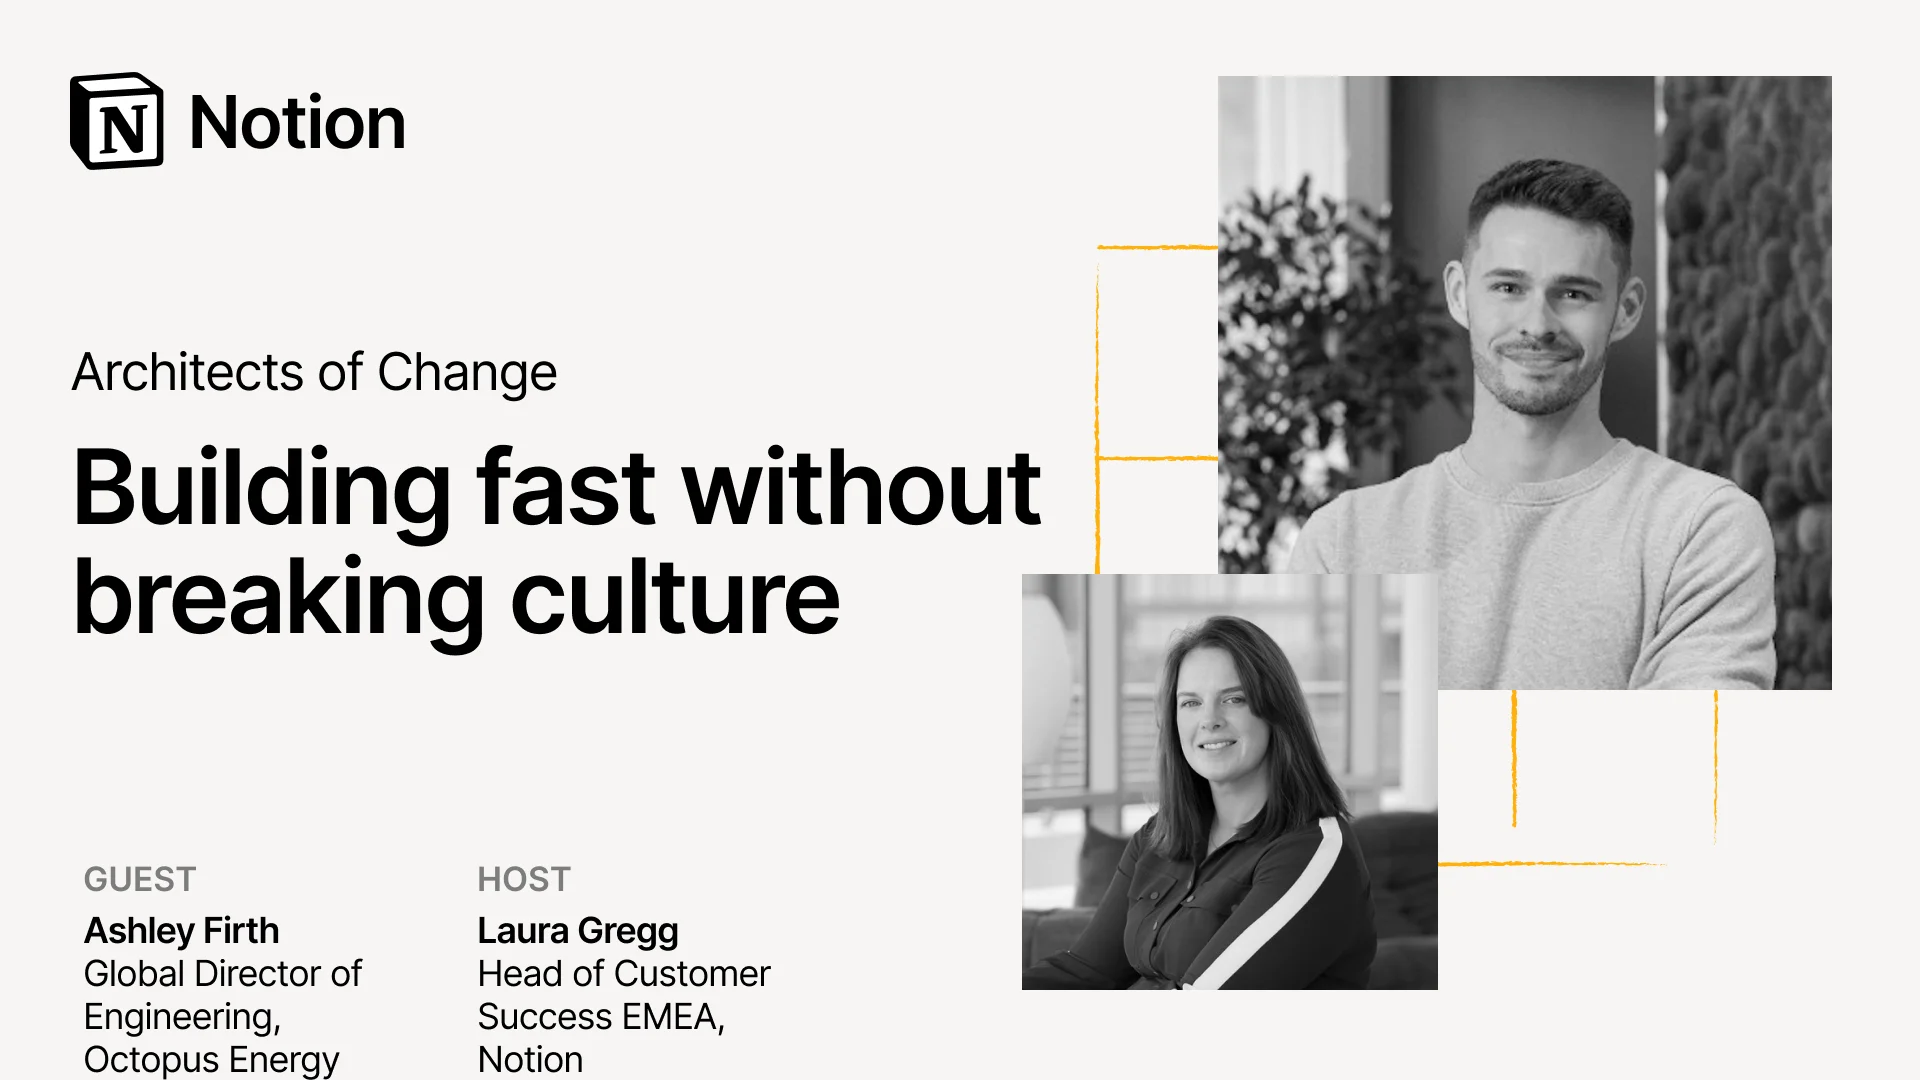 N Notion
Architects of Change
Building fast without
breaking culture
GUEST
Ashley Firth
Global Director of
Engineering,
Octopus Energy
HOST
Laura Gregg
Head of Customer
Success EMEA,
Notion